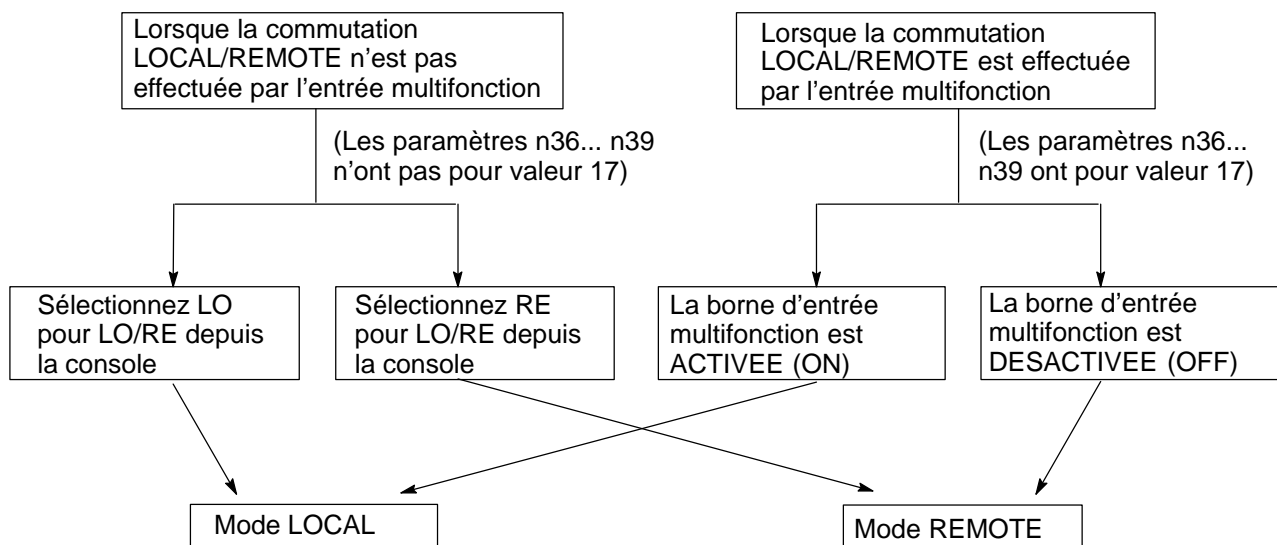 Lorsque la commutation
LOCAL/REMOTE n'est pas
effectuée par l'entrée multifonction
Lorsque la commutation
LOCAL/REMOTE est effectuée
par l'entrée multifonction
(Les paramètres n36... n39
n'ont pas pour valeur 17)
(Les paramètres n36...
n39 ont pour valeur 17)
Sélectionnez LO
pour LO/RE depuis
la console
Sélectionnez RE
pour LO/RE depuis
la console
La borne d'entrée
multifonction est
ACTIVEE (ON)
La borne d'entrée
multifonction est
DESACTIVEE (OFF)
Mode LOCAL
Mode REMOTE